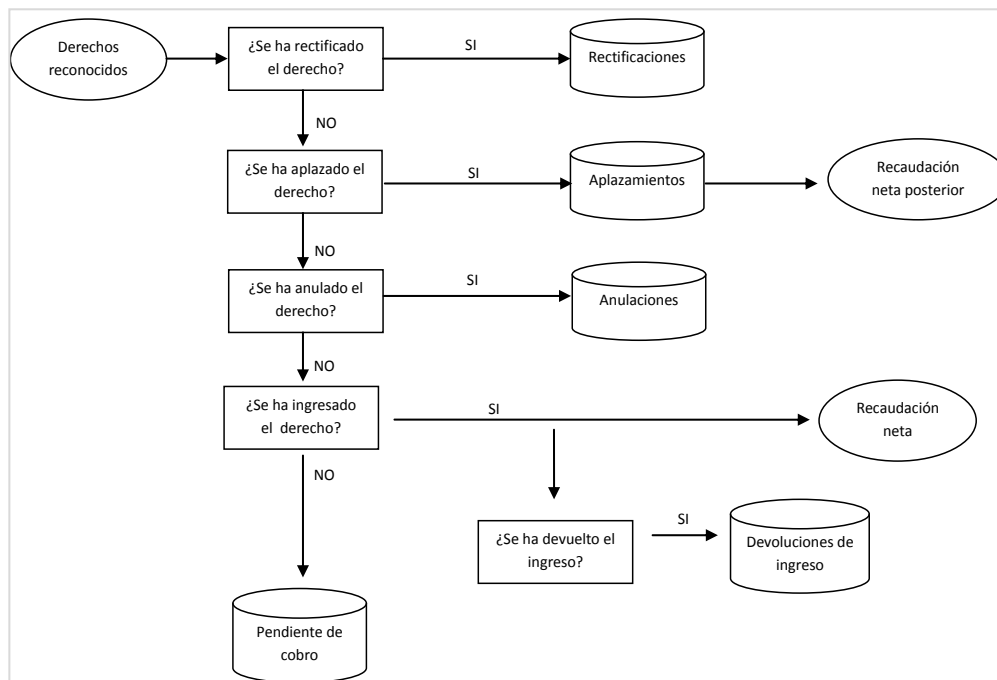 Derechos
reconocidos
¿Se ha rectificado
el derecho?
SI
Rectificaciones
NO
¿Se ha aplazado el
derecho?
SI
Aplazamientos
Recaudación
neta posterior
NO
¿Se ha anulado el
derecho?
SI
Anulaciones
NO
¿Se ha ingresado
el derecho?
SI
Recaudación
neta
NO
¿Se ha devuelto el
ingreso?
SI
Devoluciones de
ingreso
Pendiente de
cobro